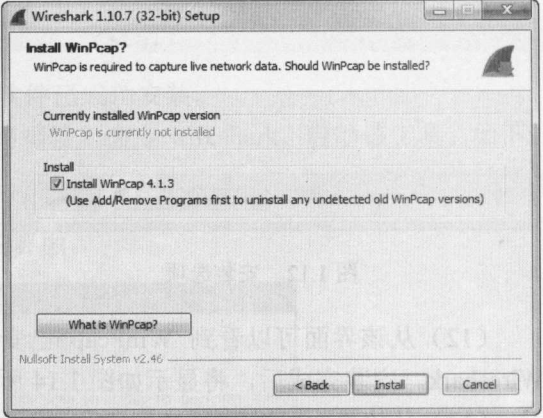 Wireshark 1.10.7 (32-bit) Setup
Install WinPcap?
WinPcap is required to capture live network data. Should WinPcap be installed?
Currently installed WinPcap version
WinPcap is currently not installed
Install
Install WinPcap 4.1.3
(Use Add/Remove Programs first to uninstall any undetected old WinPcap versions)
What is WinPcap?
Nullsoft Install System v2.46
< Back
Install
Cancel